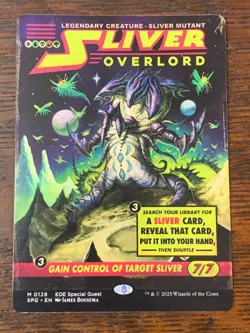 LEGENDARY CREATURE - SLIVER MUTANT
SLIVER
OVERLORD
3
SEARCH YOUR LIBRARY FOR
A SLIVER CARD,
REVEAL THAT CARD,
PUT IT INTO YOUR HAND,
THEN SHUFFLE
3
GAIN CONTROL OF TARGET SLIVER 7/7
M 0128 EOE Special Guest
SPG • EN James Bousema
™ & © 2025 Wizards of the Coast